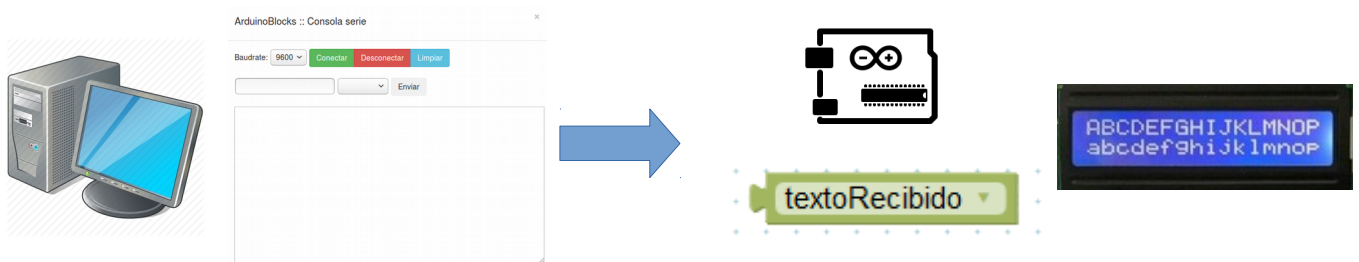 ArduinoBlocks :: Consola serie
×
Baudrate: 9600 Conectar Desconectar Limpiar
Enviar
textoRecibido
ABCDEFGHIJKLMNOP
abcdefghijklmnop